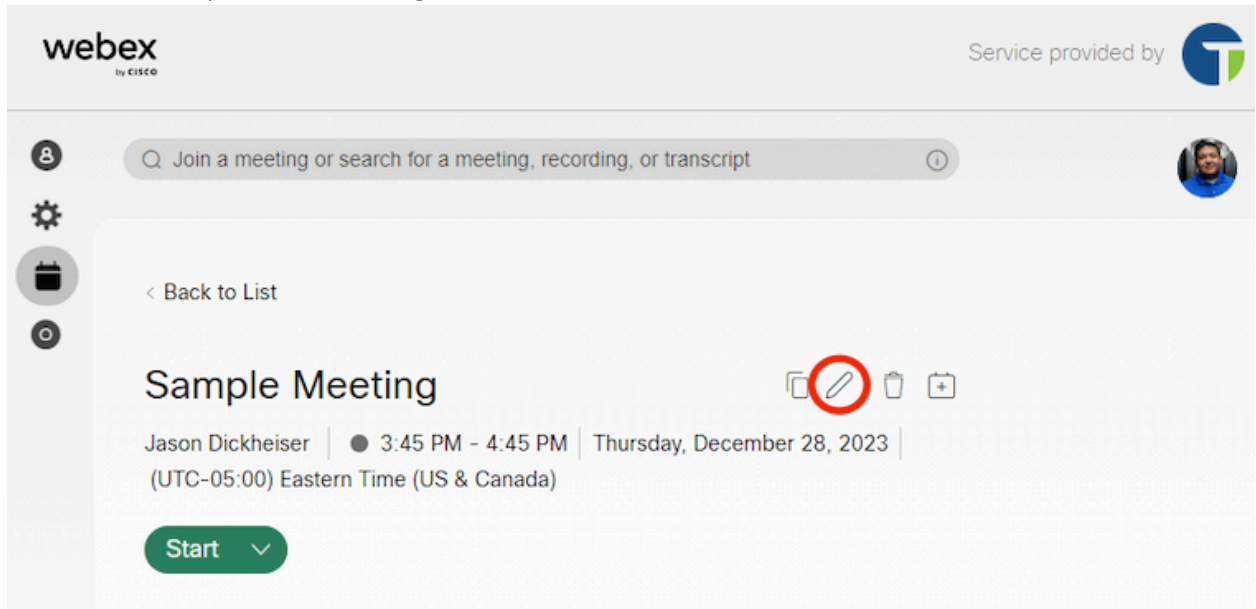 webex
by CISCO
Service provided by
Join a meeting or search for a meeting, recording, or transcript
< Back to List
Sample Meeting
Jason Dickheiser | ● 3:45 PM - 4:45 PM | Thursday, December 28, 2023 |
(UTC-05:00) Eastern Time (US & Canada)
Start